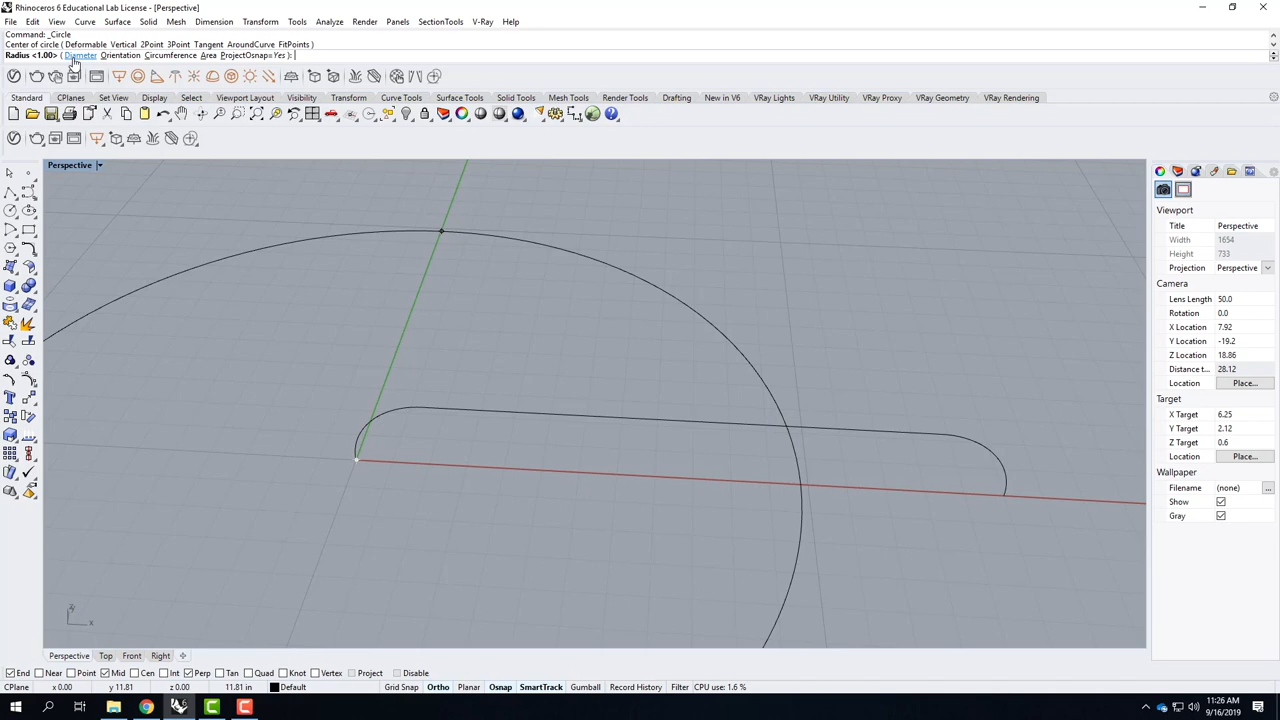 Rhinoceros 6 Educational Lab License - [Perspective]
File Edit View Curve Surface Solid Mesh Dimension Transform Tools Analyze Render Panels SectionTools V-Ray Help
Command: _Circle
Center of circle ( Deformable Vertical 2Point 3Point Tangent AroundCurve FitPoints )
Radius <1.00> ( Diameter Orientation Circumference Area ProjectOsnap=Yes ):
Standard CPlanes Set View Display Select Viewport Layout Visibility Transform Curve Tools Surface Tools Solid Tools Mesh Tools Render Tools Drafting New in V6 VRay Lights VRay Utility VRay Proxy VRay Geometry VRay Rendering
Perspective
Viewport
Title Perspective
Width 1654
Height 733
Projection Perspective
Camera
Lens Length 50.0
Rotation 0.0
X Location 7.92
Y Location -19.2
Z Location 18.86
Distance t... 28.12
Location Place...
Target
X Target 6.25
Y Target 2.12
Z Target 0.6
Location Place...
Wallpaper
Filename (none) ...
Show
Gray
x
Perspective Top Front Right
End Near Point Mid Cen Int Perp Tan Quad Knot Vertex Project Disable
CPlane x 0.00 y 11.81 z 0.00 11.81 in Default Grid Snap Ortho Planar Osnap SmartTrack Gumball Record History Filter CPU use: 1.6 %
11:26 AM
9/16/2019